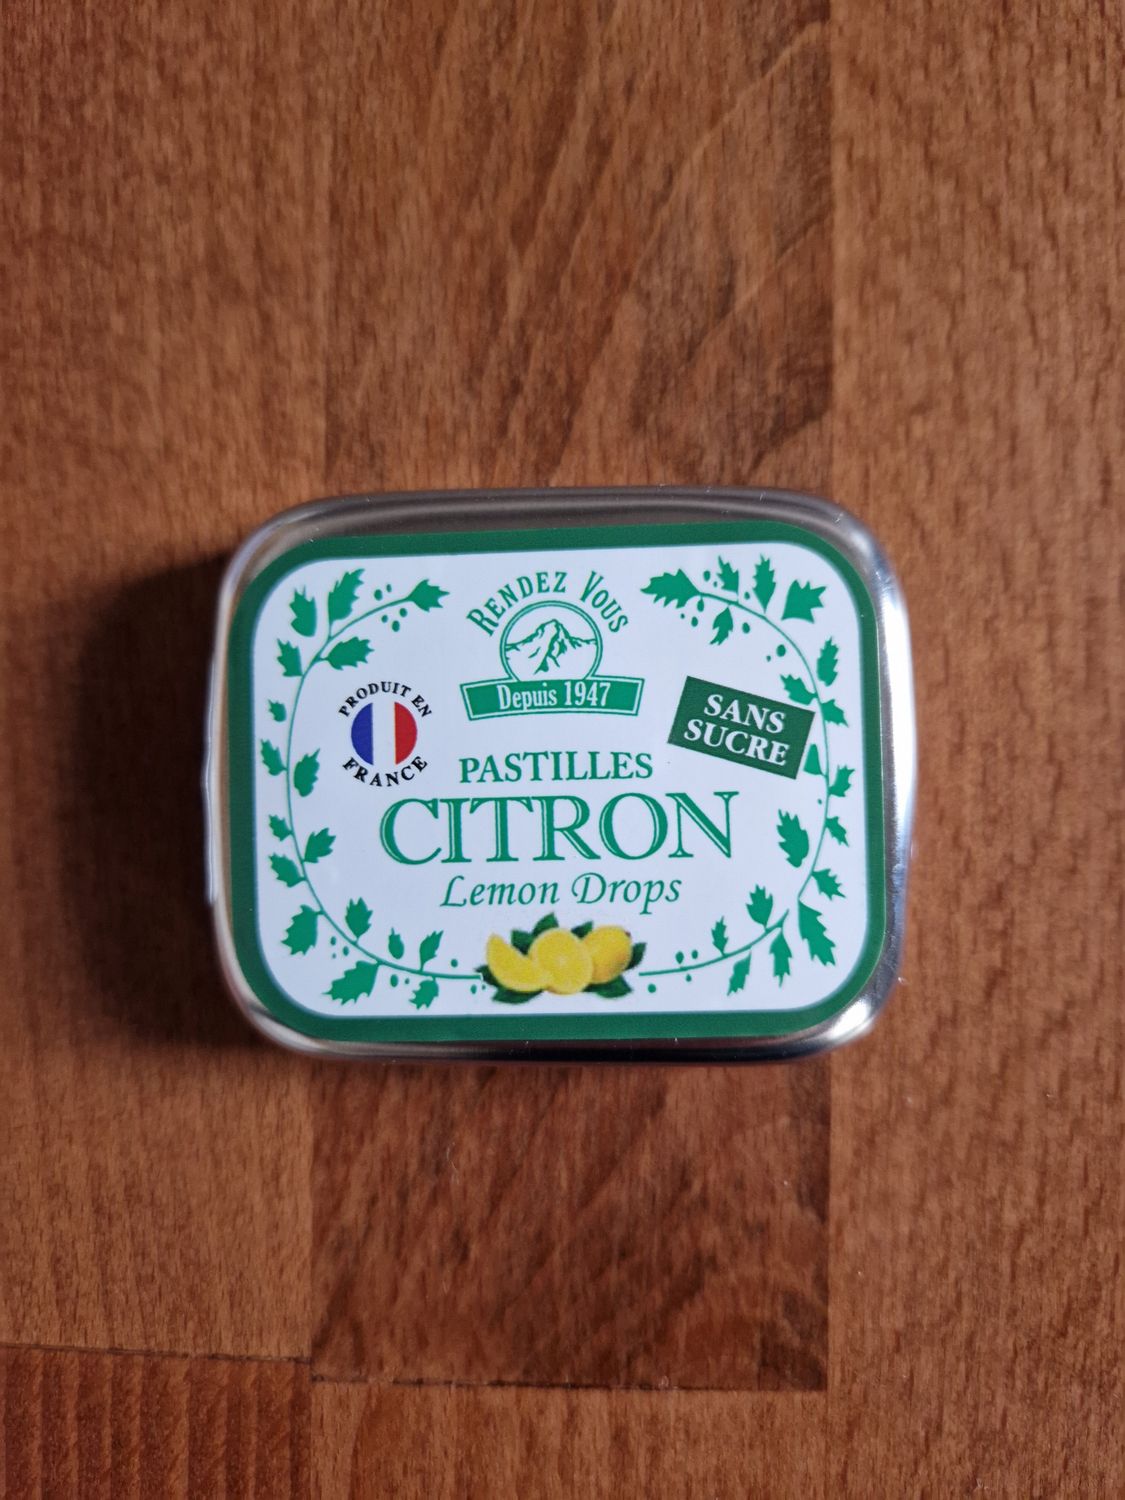 RENDEZ VOUS
Depuis 1947
PRODUIT EN
FRANCE
SANS
SUCRE
PASTILLES
CITRON
Lemon Drops